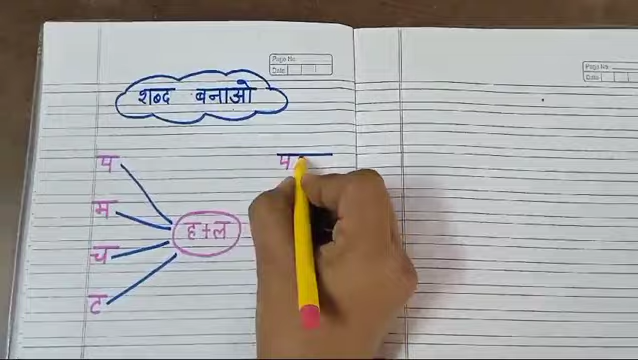 Page No.
Date
Page No.
Date
शब्द बनाओ
प
प
म
ह+ल
च
ट